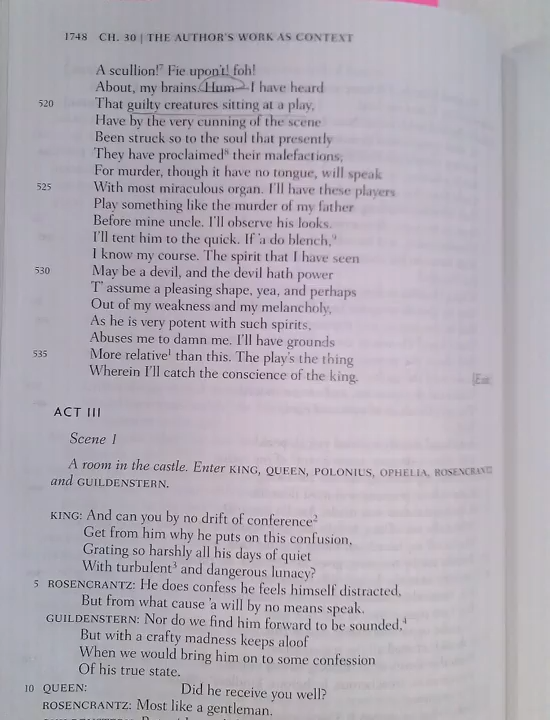 1748 CH. 30 | THE AUTHOR'S WORK AS CONTEXT
A scullion!⁷ Fie upon't! foh!
About, my brains. Hum— I have heard
520 That guilty creatures sitting at a play,
Have by the very cunning of the scene
Been struck so to the soul that presently
They have proclaimed⁸ their malefactions;
For murder, though it have no tongue, will speak
525 With most miraculous organ. I'll have these players
Play something like the murder of my father
Before mine uncle. I'll observe his looks.
I'll tent him to the quick. If 'a do blench,⁹
I know my course. The spirit that I have seen
530 May be a devil, and the devil hath power
T' assume a pleasing shape, yea, and perhaps
Out of my weakness and my melancholy,
As he is very potent with such spirits,
Abuses me to damn me. I'll have grounds
535 More relative¹ than this. The play's the thing
Wherein I'll catch the conscience of the king.
[Exit
ACT III
Scene I
A room in the castle. Enter KING, QUEEN, POLONIUS, OPHELIA, ROSENCRANTZ
and GUILDENSTERN.
KING: And can you by no drift of conference²
Get from him why he puts on this confusion,
Grating so harshly all his days of quiet
With turbulent³ and dangerous lunacy?
5 ROSENCRANTZ: He does confess he feels himself distracted,
But from what cause 'a will by no means speak.
GUILDENSTERN: Nor do we find him forward to be sounded,⁴
But with a crafty madness keeps aloof
When we would bring him on to some confession
Of his true state.
10 QUEEN: Did he receive you well?
ROSENCRANTZ: Most like a gentleman.